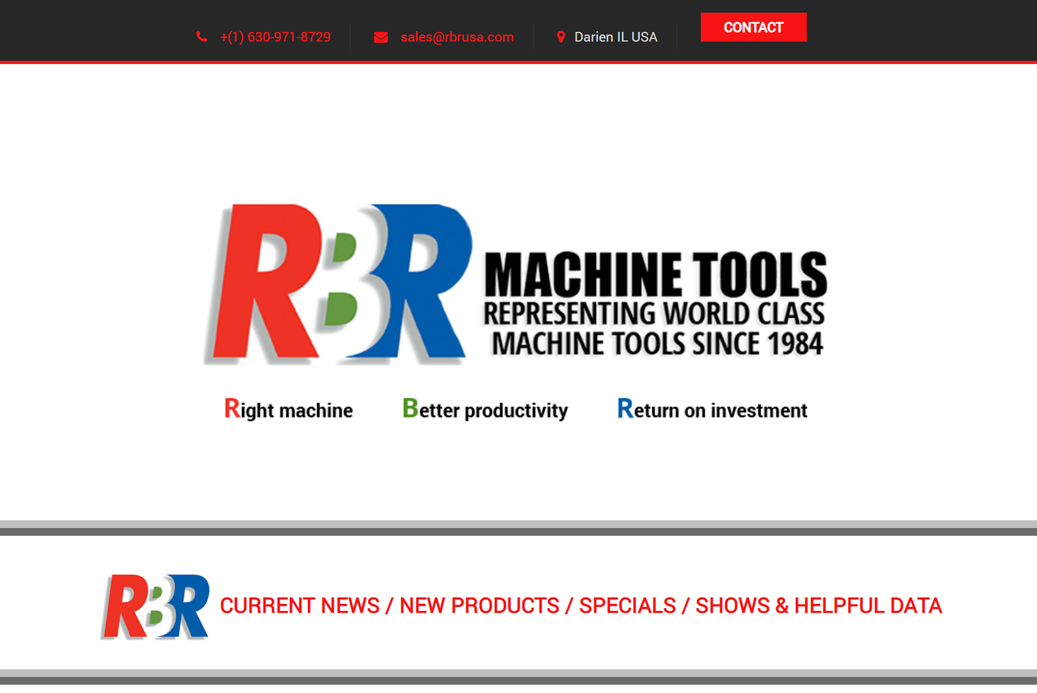 +(1) 630-971-8729 sales@rbrusa.com Darien IL USA CONTACT
RBR
MACHINE TOOLS
REPRESENTING WORLD CLASS
MACHINE TOOLS SINCE 1984
Right machine Better productivity Return on investment
RBR CURRENT NEWS / NEW PRODUCTS / SPECIALS / SHOWS & HELPFUL DATA